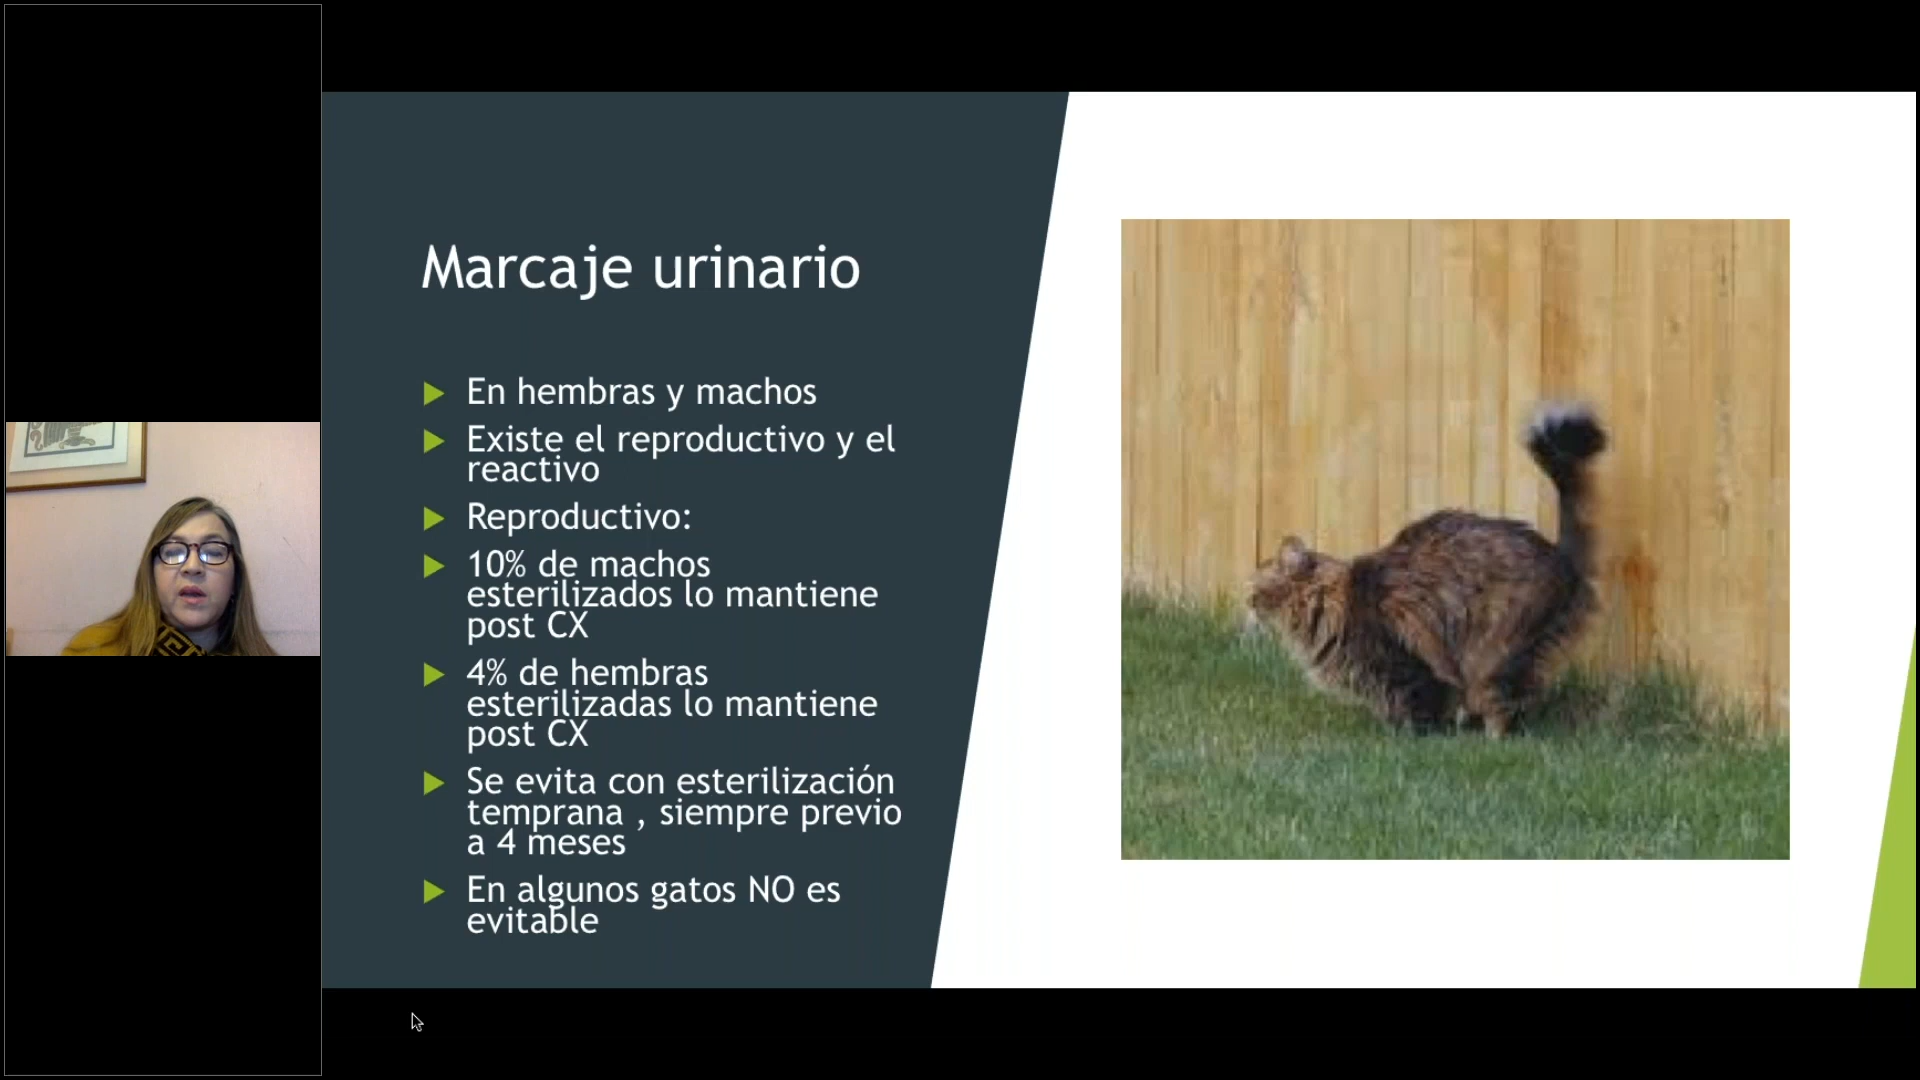 Marcaje urinario
En hembras y machos
Existe el reproductivo y el
reactivo
Reproductivo:
10% de machos
esterilizados lo mantiene
post CX
4% de hembras
esterilizadas lo mantiene
post CX
Se evita con esterilización
temprana , siempre previo
a 4 meses
En algunos gatos NO es
evitable